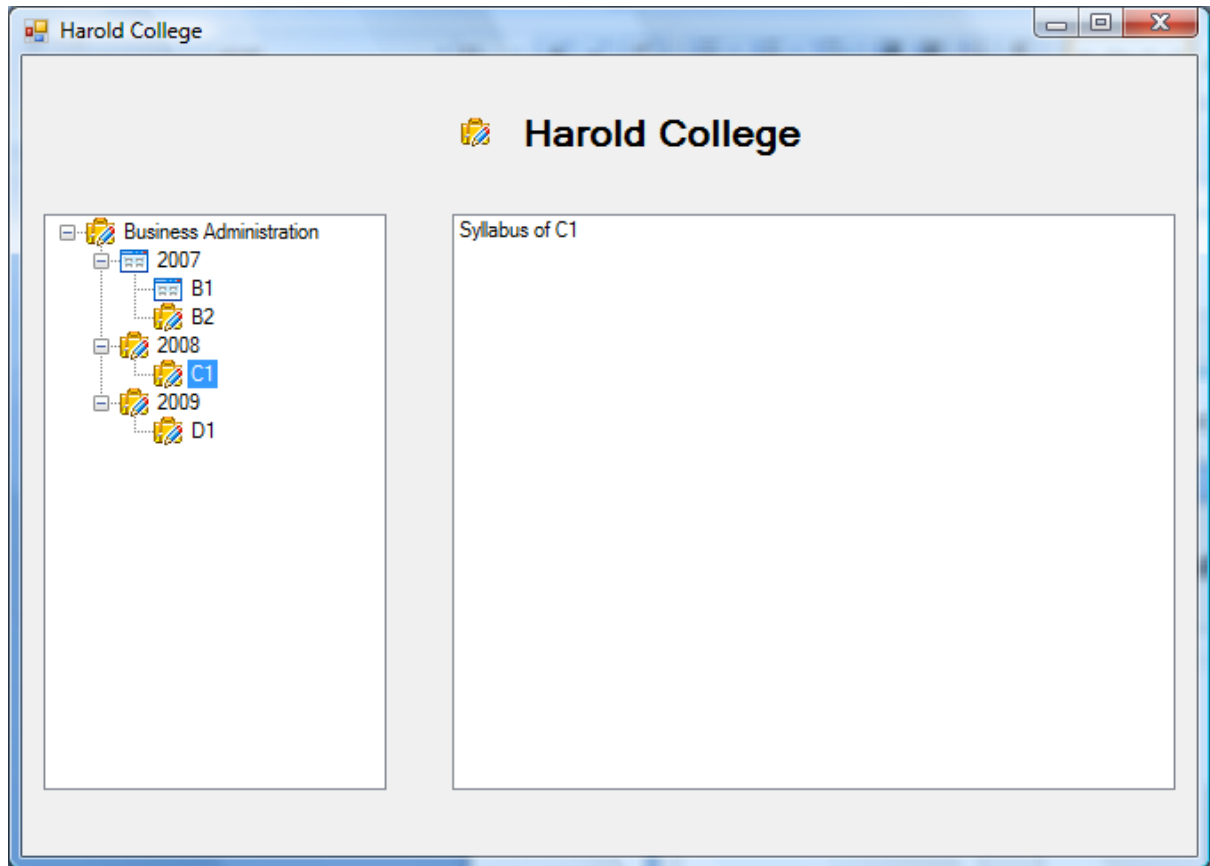 Harold College
Harold College
Business Administration
2007
B1
B2
2008
C1
2009
D1
Syllabus of C1